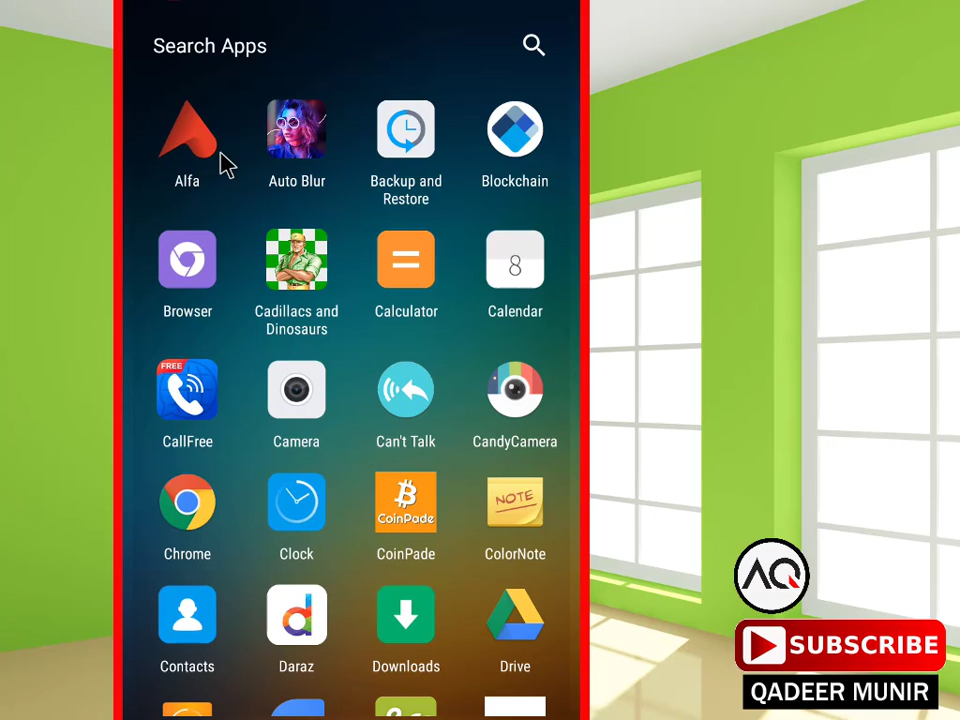 Search Apps
Alfa
Auto Blur
Backup and
Restore
Blockchain
Browser
Cadillacs and
Dinosaurs
Calculator
8
Calendar
FREE
CallFree
Camera
Can't Talk
CandyCamera
Chrome
Clock
CoinPade
CoinPade
NOTE
ColorNote
Contacts
Daraz
Downloads
Drive
AQ
SUBSCRIBE
QADEER MUNIR